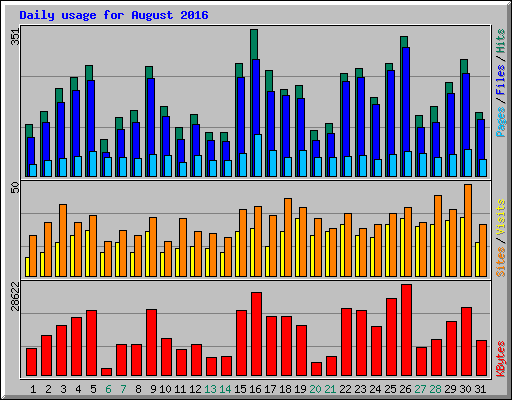 Daily usage for August 2016
351
Pages / Files / Hits
50
Sites / Visits
28622
KBytes
1 2 3 4 5 6 7 8 9 10 11 12 13 14 15 16 17 18 19 20 21 22 23 24 25 26 27 28 29 30 31